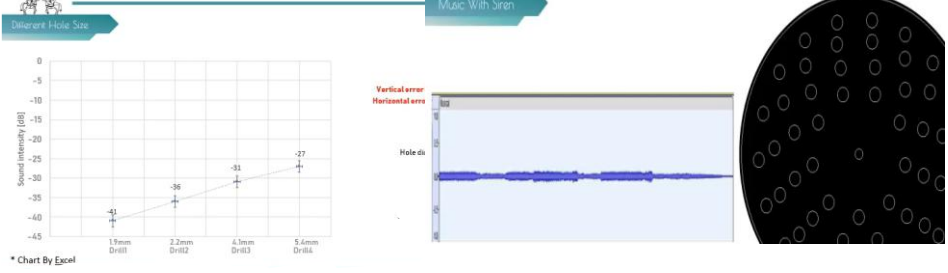 Different Hole Size
0
-5
-10
-15
-20
-25
-30
-35
-40
-45
Sound intensity [dB]
-41
-36
-31
-27
1.9mm
Drill1
2.2mm
Drill2
4.1mm
Drill3
5.4mm
Drill4
* Chart By Excel
Vertical error
Horizontal erro
Hole di
Music With Siren